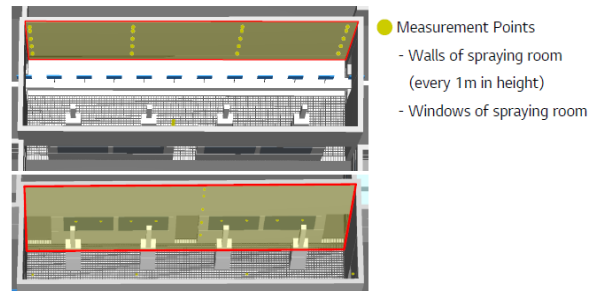 Measurement Points
- Walls of spraying room
(every 1m in height)
- Windows of spraying room